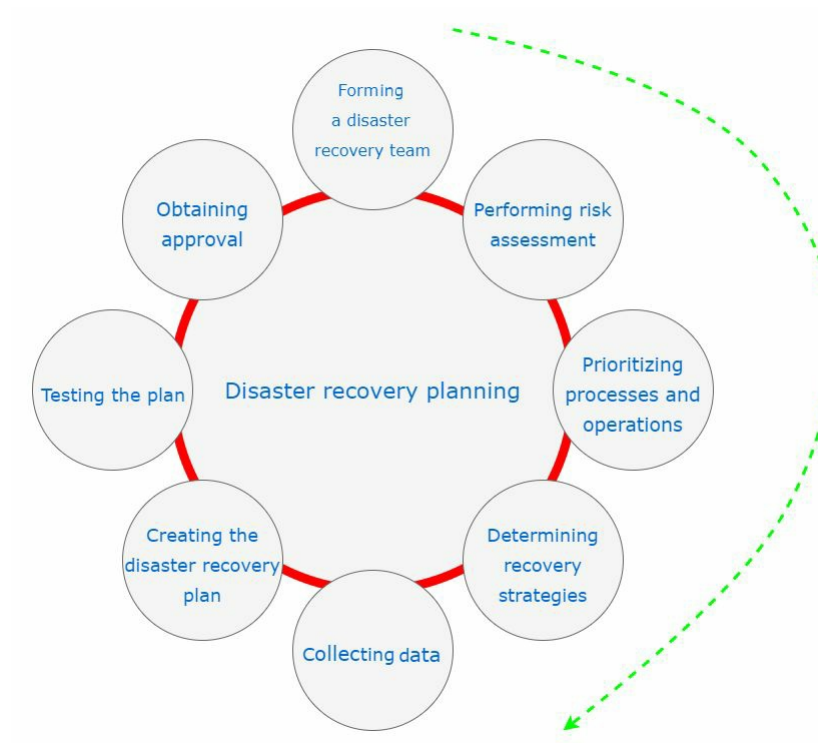 Forming
a disaster
recovery team
Performing risk
assessment
Prioritizing
processes and
operations
Determining
recovery
strategies
Collecting data
Creating the
disaster recovery
plan
Testing the plan
Obtaining
approval
Disaster recovery planning